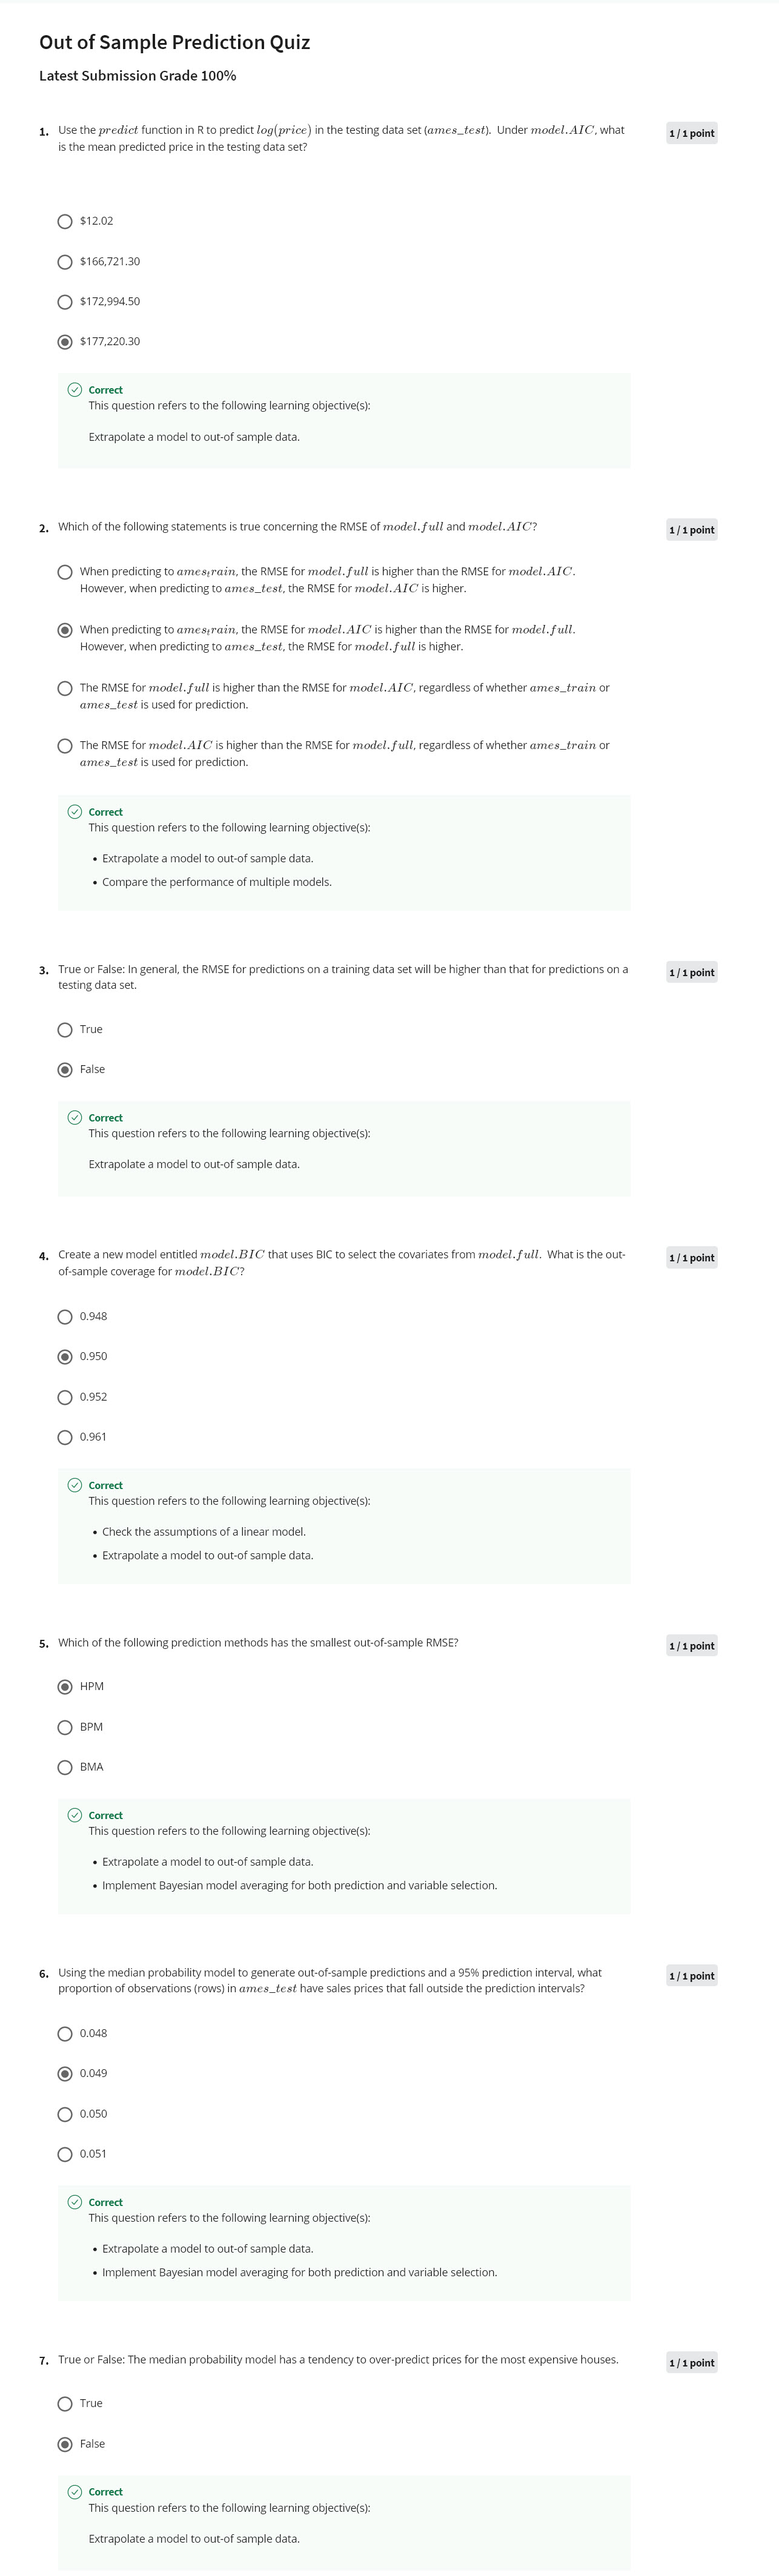 Out of Sample Prediction Quiz
Latest Submission Grade 100%
1. Use the predict function in R to predict log(price) in the testing data set (ames_test). Under model.AIC, what
is the mean predicted price in the testing data set?
1 / 1 point
$12.02
$166,721.30
$172,994.50
$177,220.30
Correct
This question refers to the following learning objective(s):
Extrapolate a model to out-of sample data.
2. Which of the following statements is true concerning the RMSE of model.full and model.AIC?
1 / 1 point
When predicting to amesₜrain, the RMSE for model.full is higher than the RMSE for model.AIC.
However, when predicting to ames_test, the RMSE for model.AIC is higher.
When predicting to amesₜrain, the RMSE for model.AIC is higher than the RMSE for model.full.
However, when predicting to ames_test, the RMSE for model.full is higher.
The RMSE for model.full is higher than the RMSE for model.AIC, regardless of whether ames_train or
ames_test is used for prediction.
The RMSE for model.AIC is higher than the RMSE for model.full, regardless of whether ames_train or
ames_test is used for prediction.
Correct
This question refers to the following learning objective(s):
• Extrapolate a model to out-of sample data.
• Compare the performance of multiple models.
3. True or False: In general, the RMSE for predictions on a training data set will be higher than that for predictions on a
testing data set.
1 / 1 point
True
False
Correct
This question refers to the following learning objective(s):
Extrapolate a model to out-of sample data.
4. Create a new model entitled model.BIC that uses BIC to select the covariates from model.full. What is the out-
of-sample coverage for model.BIC?
1 / 1 point
0.948
0.950
0.952
0.961
Correct
This question refers to the following learning objective(s):
• Check the assumptions of a linear model.
• Extrapolate a model to out-of sample data.
5. Which of the following prediction methods has the smallest out-of-sample RMSE?
1 / 1 point
HPM
BPM
BMA
Correct
This question refers to the following learning objective(s):
• Extrapolate a model to out-of sample data.
• Implement Bayesian model averaging for both prediction and variable selection.
6. Using the median probability model to generate out-of-sample predictions and a 95% prediction interval, what
proportion of observations (rows) in ames_test have sales prices that fall outside the prediction intervals?
1 / 1 point
0.048
0.049
0.050
0.051
Correct
This question refers to the following learning objective(s):
• Extrapolate a model to out-of sample data.
• Implement Bayesian model averaging for both prediction and variable selection.
7. True or False: The median probability model has a tendency to over-predict prices for the most expensive houses.
1 / 1 point
True
False
Correct
This question refers to the following learning objective(s):
Extrapolate a model to out-of sample data.